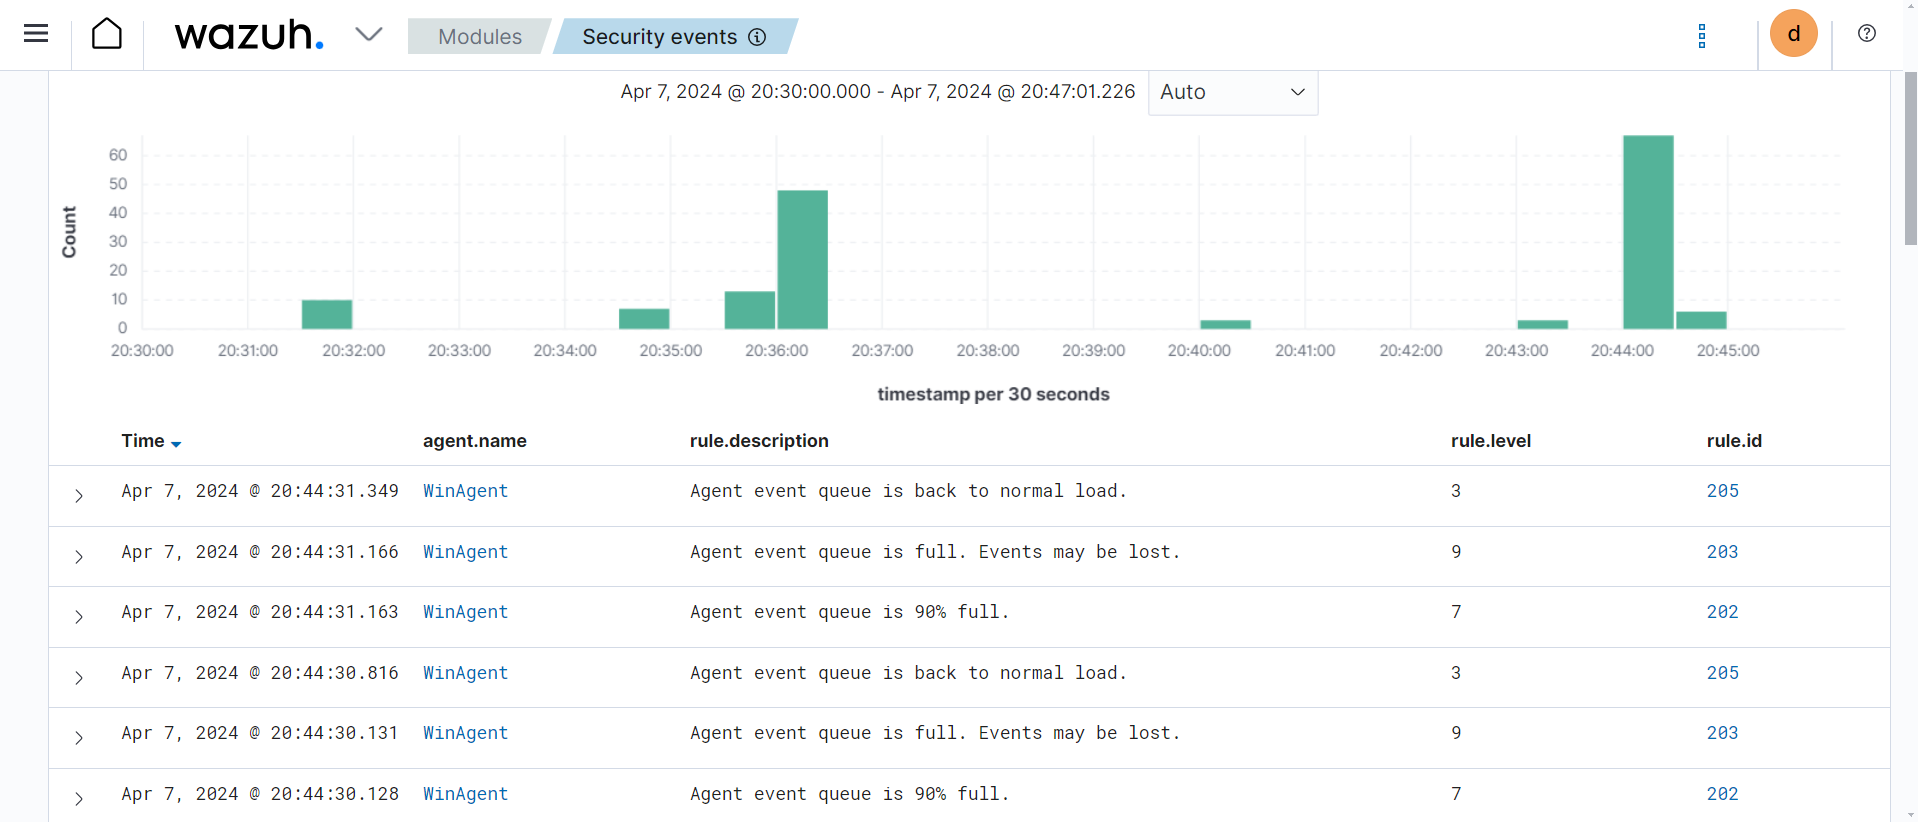 wazuh. Modules Security events d
Apr 7, 2024 @ 20:30:00.000 - Apr 7, 2024 @ 20:47:01.226 Auto
60
50
40
30
20
10
0
Count
20:30:00 20:31:00 20:32:00 20:33:00 20:34:00 20:35:00 20:36:00 20:37:00 20:38:00 20:39:00 20:40:00 20:41:00 20:42:00 20:43:00 20:44:00 20:45:00
timestamp per 30 seconds
Time agent.name rule.description rule.level rule.id
Apr 7, 2024 @ 20:44:31.349 WinAgent Agent event queue is back to normal load. 3 205
Apr 7, 2024 @ 20:44:31.166 WinAgent Agent event queue is full. Events may be lost. 9 203
Apr 7, 2024 @ 20:44:31.163 WinAgent Agent event queue is 90% full. 7 202
Apr 7, 2024 @ 20:44:30.816 WinAgent Agent event queue is back to normal load. 3 205
Apr 7, 2024 @ 20:44:30.131 WinAgent Agent event queue is full. Events may be lost. 9 203
Apr 7, 2024 @ 20:44:30.128 WinAgent Agent event queue is 90% full. 7 202